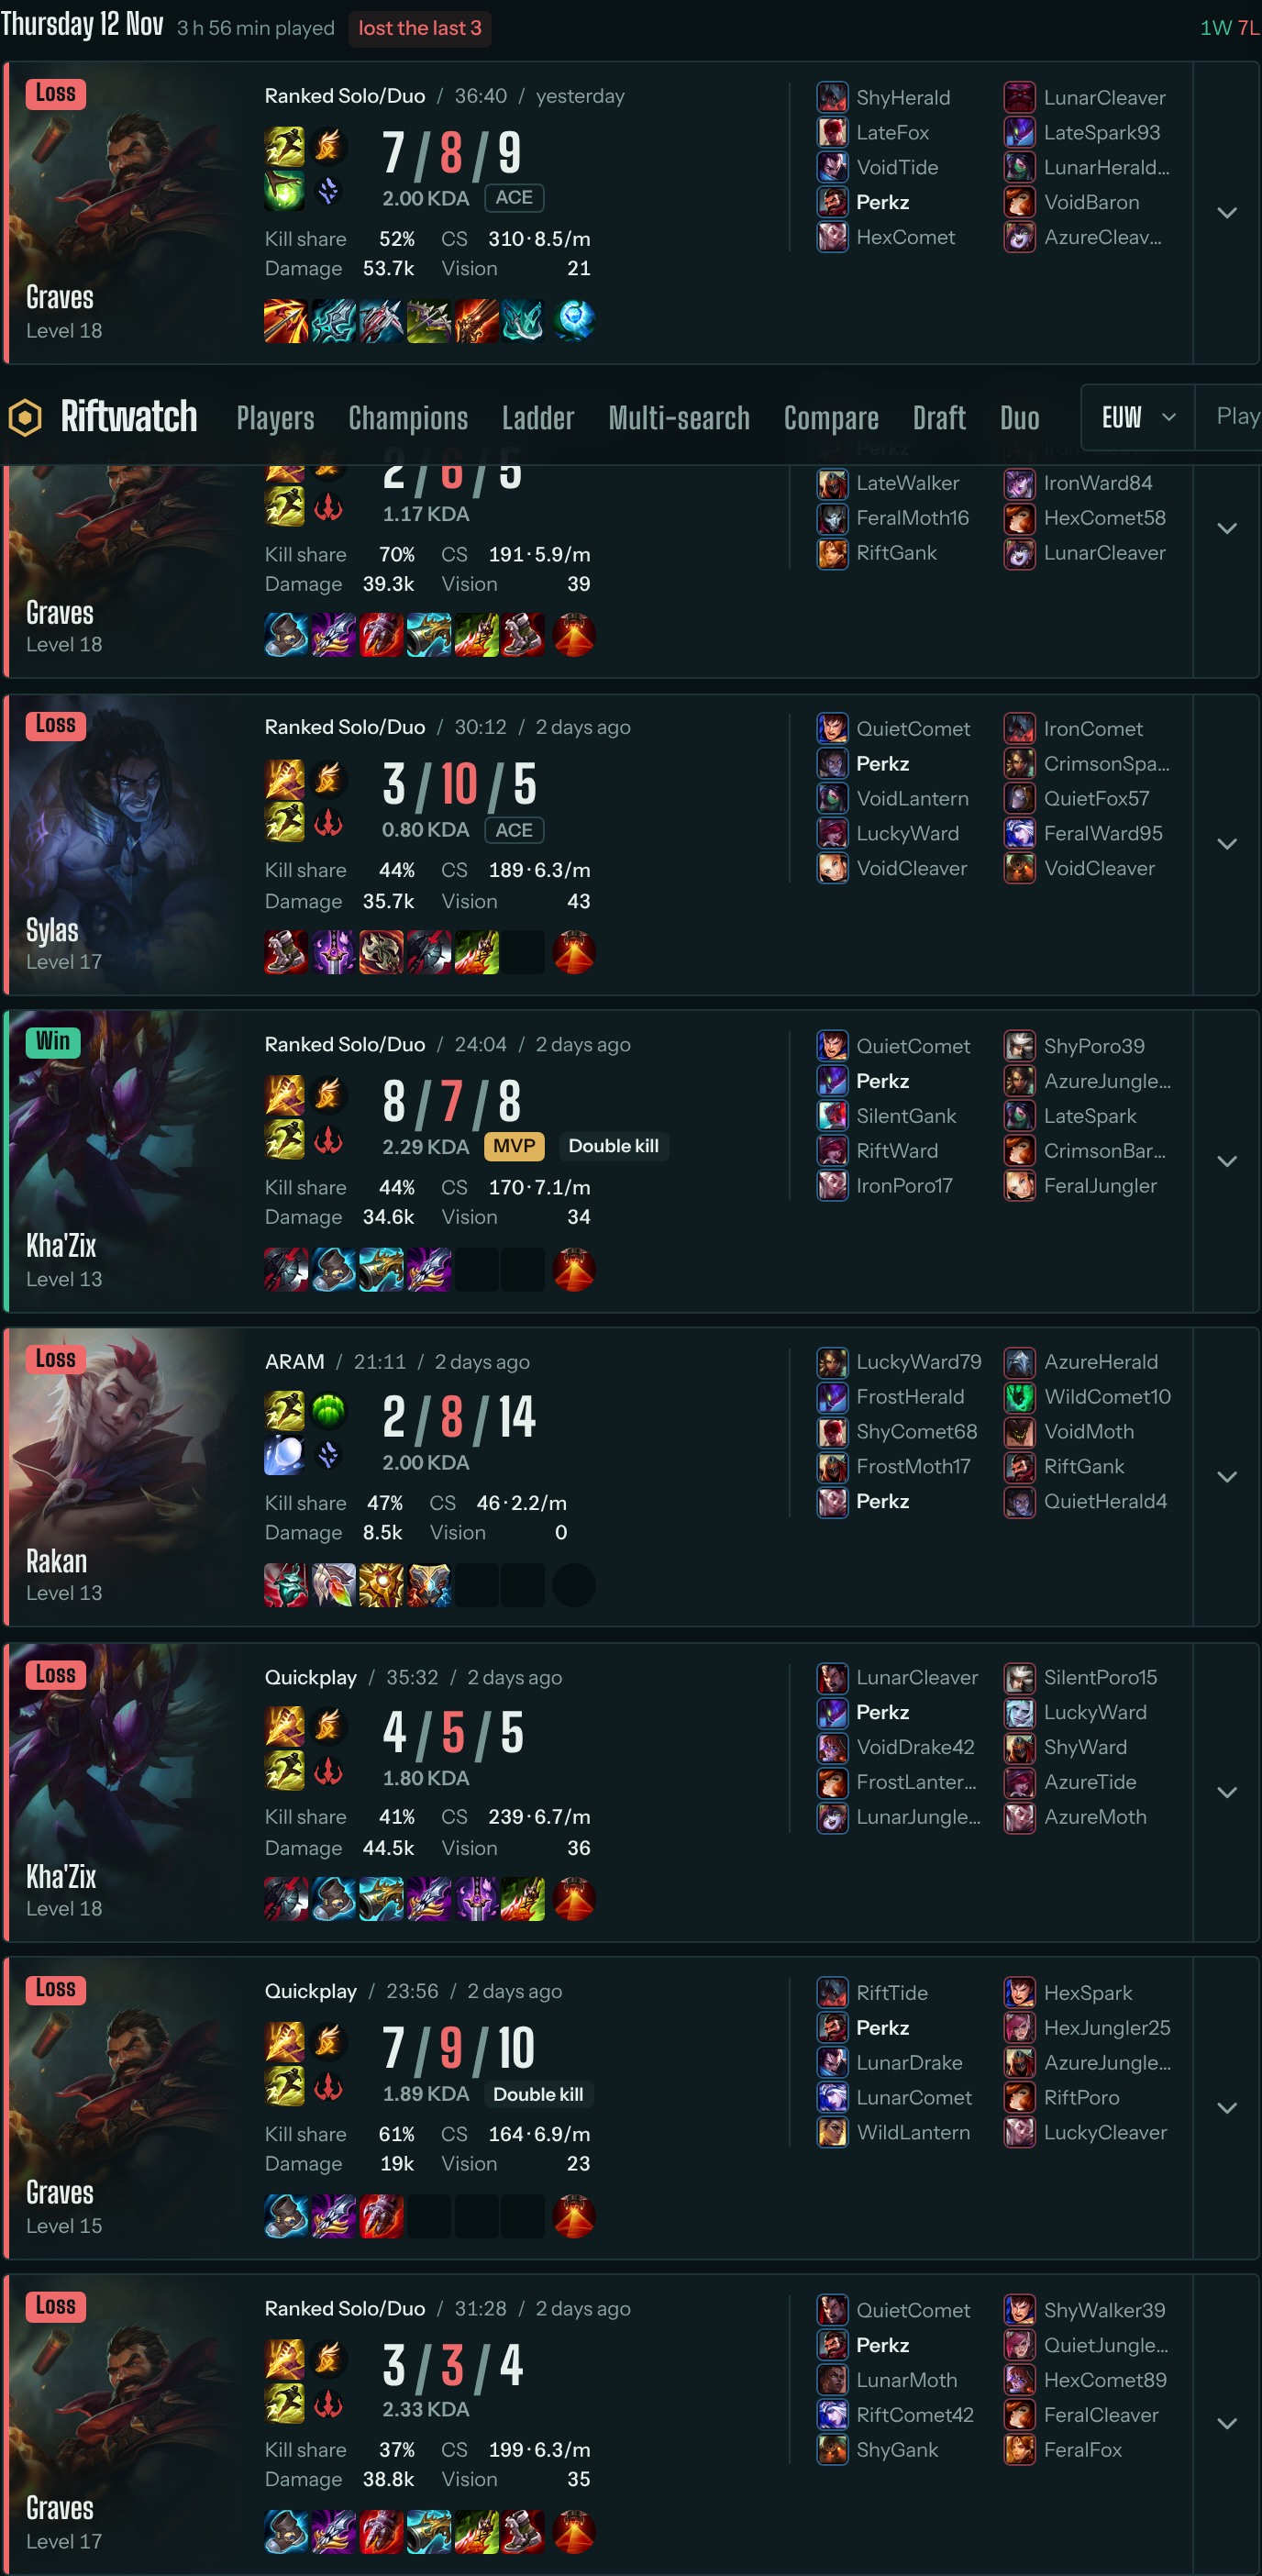 Thursday 12 Nov 3 h 56 min played lost the last 3 1W 7L
Loss
Ranked Solo/Duo / 36:40 / yesterday
7 / 8 / 9
2.00 KDA ACE
Kill share 52% CS 310 · 8.5/m
Damage 53.7k Vision 21
Graves
Level 18
ShyHerald LunarCleaver
LateFox LateSpark93
VoidTide LunarHerald...
Perkz VoidBaron
HexComet AzureCleav...
Riftwatch Players Champions Ladder Multi-search Compare Draft Duo EUW Play
Perkz
2 / 6 / 5
1.17 KDA
Kill share 70% CS 191 · 5.9/m
Damage 39.3k Vision 39
Graves
Level 18
LateWalker IronWard84
FeralMoth16 HexComet58
RiftGank LunarCleaver
Loss
Ranked Solo/Duo / 30:12 / 2 days ago
3 / 10 / 5
0.80 KDA ACE
Kill share 44% CS 189 · 6.3/m
Damage 35.7k Vision 43
Sylas
Level 17
QuietComet IronComet
Perkz CrimsonSpa...
VoidLantern QuietFox57
LuckyWard FeralWard95
VoidCleaver VoidCleaver
Win
Ranked Solo/Duo / 24:04 / 2 days ago
8 / 7 / 8
2.29 KDA MVP Double kill
Kill share 44% CS 170 · 7.1/m
Damage 34.6k Vision 34
Kha'Zix
Level 13
QuietComet ShyPoro39
Perkz AzureJungle...
SilentGank LateSpark
RiftWard CrimsonBar...
IronPoro17 FeralJungler
Loss
ARAM / 21:11 / 2 days ago
2 / 8 / 14
2.00 KDA
Kill share 47% CS 46 · 2.2/m
Damage 8.5k Vision 0
Rakan
Level 13
LuckyWard79 AzureHerald
FrostHerald WildComet10
ShyComet68 VoidMoth
FrostMoth17 RiftGank
Perkz QuietHerald4
Loss
Quickplay / 35:32 / 2 days ago
4 / 5 / 5
1.80 KDA
Kill share 41% CS 239 · 6.7/m
Damage 44.5k Vision 36
Kha'Zix
Level 18
LunarCleaver SilentPoro15
Perkz LuckyWard
VoidDrake42 ShyWard
FrostLanter... AzureTide
LunarJungle... AzureMoth
Loss
Quickplay / 23:56 / 2 days ago
7 / 9 / 10
1.89 KDA Double kill
Kill share 61% CS 164 · 6.9/m
Damage 19k Vision 23
Graves
Level 15
RiftTide HexSpark
Perkz HexJungler25
LunarDrake AzureJungle...
LunarComet RiftPoro
WildLantern LuckyCleaver
Loss
Ranked Solo/Duo / 31:28 / 2 days ago
3 / 3 / 4
2.33 KDA
Kill share 37% CS 199 · 6.3/m
Damage 38.8k Vision 35
Graves
Level 17
QuietComet ShyWalker39
Perkz QuietJungle...
LunarMoth HexComet89
RiftComet42 FeralCleaver
ShyGank FeralFox